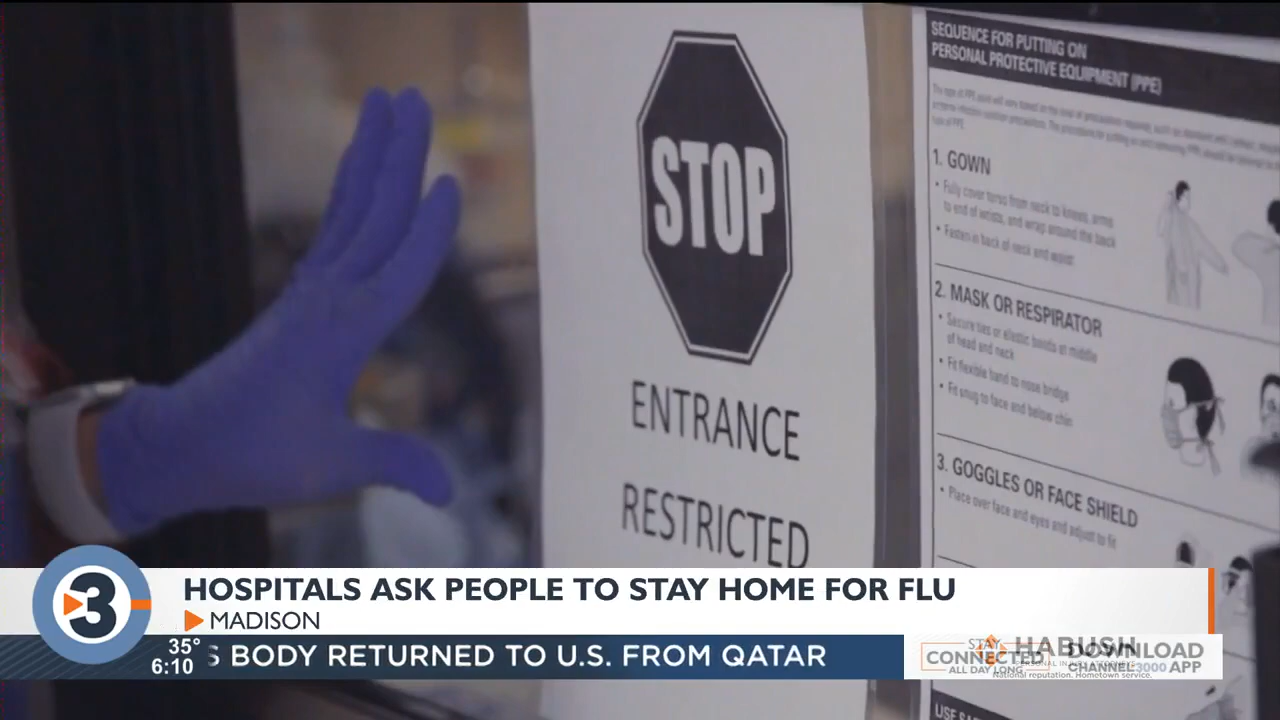 STOP
ENTRANCE
RESTRICTED
SEQUENCE FOR PUTTING ON
PERSONAL PROTECTIVE EQUIPMENT (PPE)
1. GOWN
• Fully cover torso from neck to knees, arms
to end of wrists, and wrap around the back
• Fasten in back of neck and waist
2. MASK OR RESPIRATOR
• Secure ties or elastic bands at middle
of head and neck
• Fit flexible band to nose bridge
• Fit snug to face and below chin
3. GOGGLES OR FACE SHIELD
• Place over face and eyes and adjust to fit
3
HOSPITALS ASK PEOPLE TO STAY HOME FOR FLU
MADISON
35°
6:10
S BODY RETURNED TO U.S. FROM QATAR
STAY
CONNECTED
ALL DAY LONG
HABUSH
National reputation. Hometown service.
DOWNLOAD
CHANNEL3000 APP